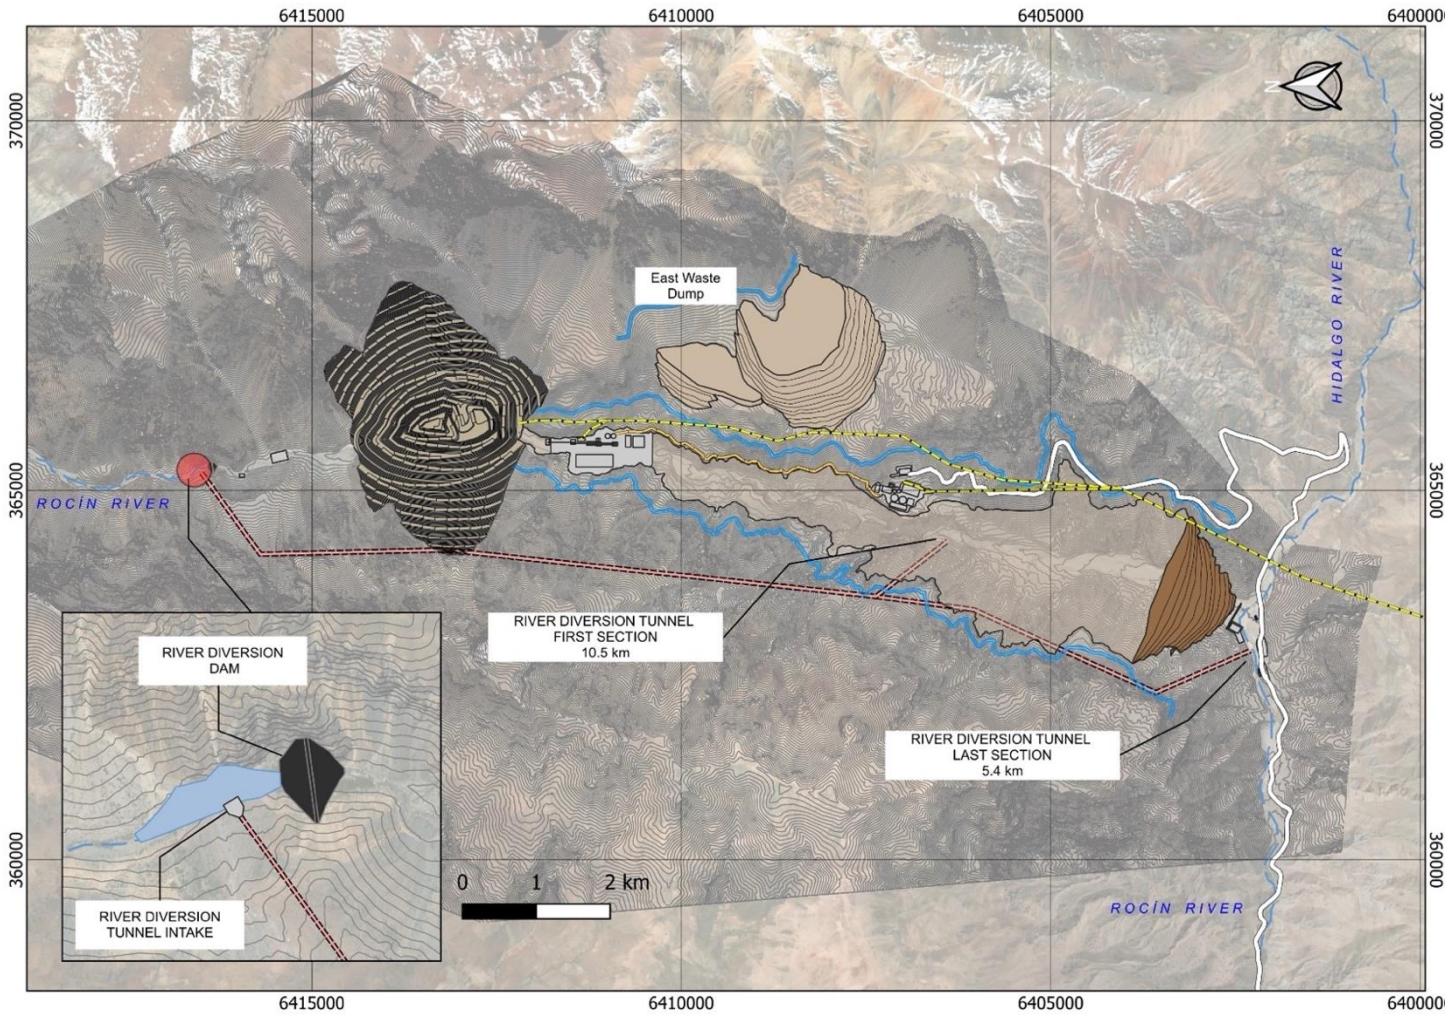 6415000
6410000
6405000
6400000
370000
370000
N
East Waste
Dump
HIDALGO RIVER
365000
365000
ROCÍN RIVER
RIVER DIVERSION TUNNEL
FIRST SECTION
10.5 km
RIVER DIVERSION
DAM
RIVER DIVERSION TUNNEL
LAST SECTION
5.4 km
360000
360000
0 1 2 km
RIVER DIVERSION
TUNNEL INTAKE
ROCÍN RIVER
6415000
6410000
6405000
6400000